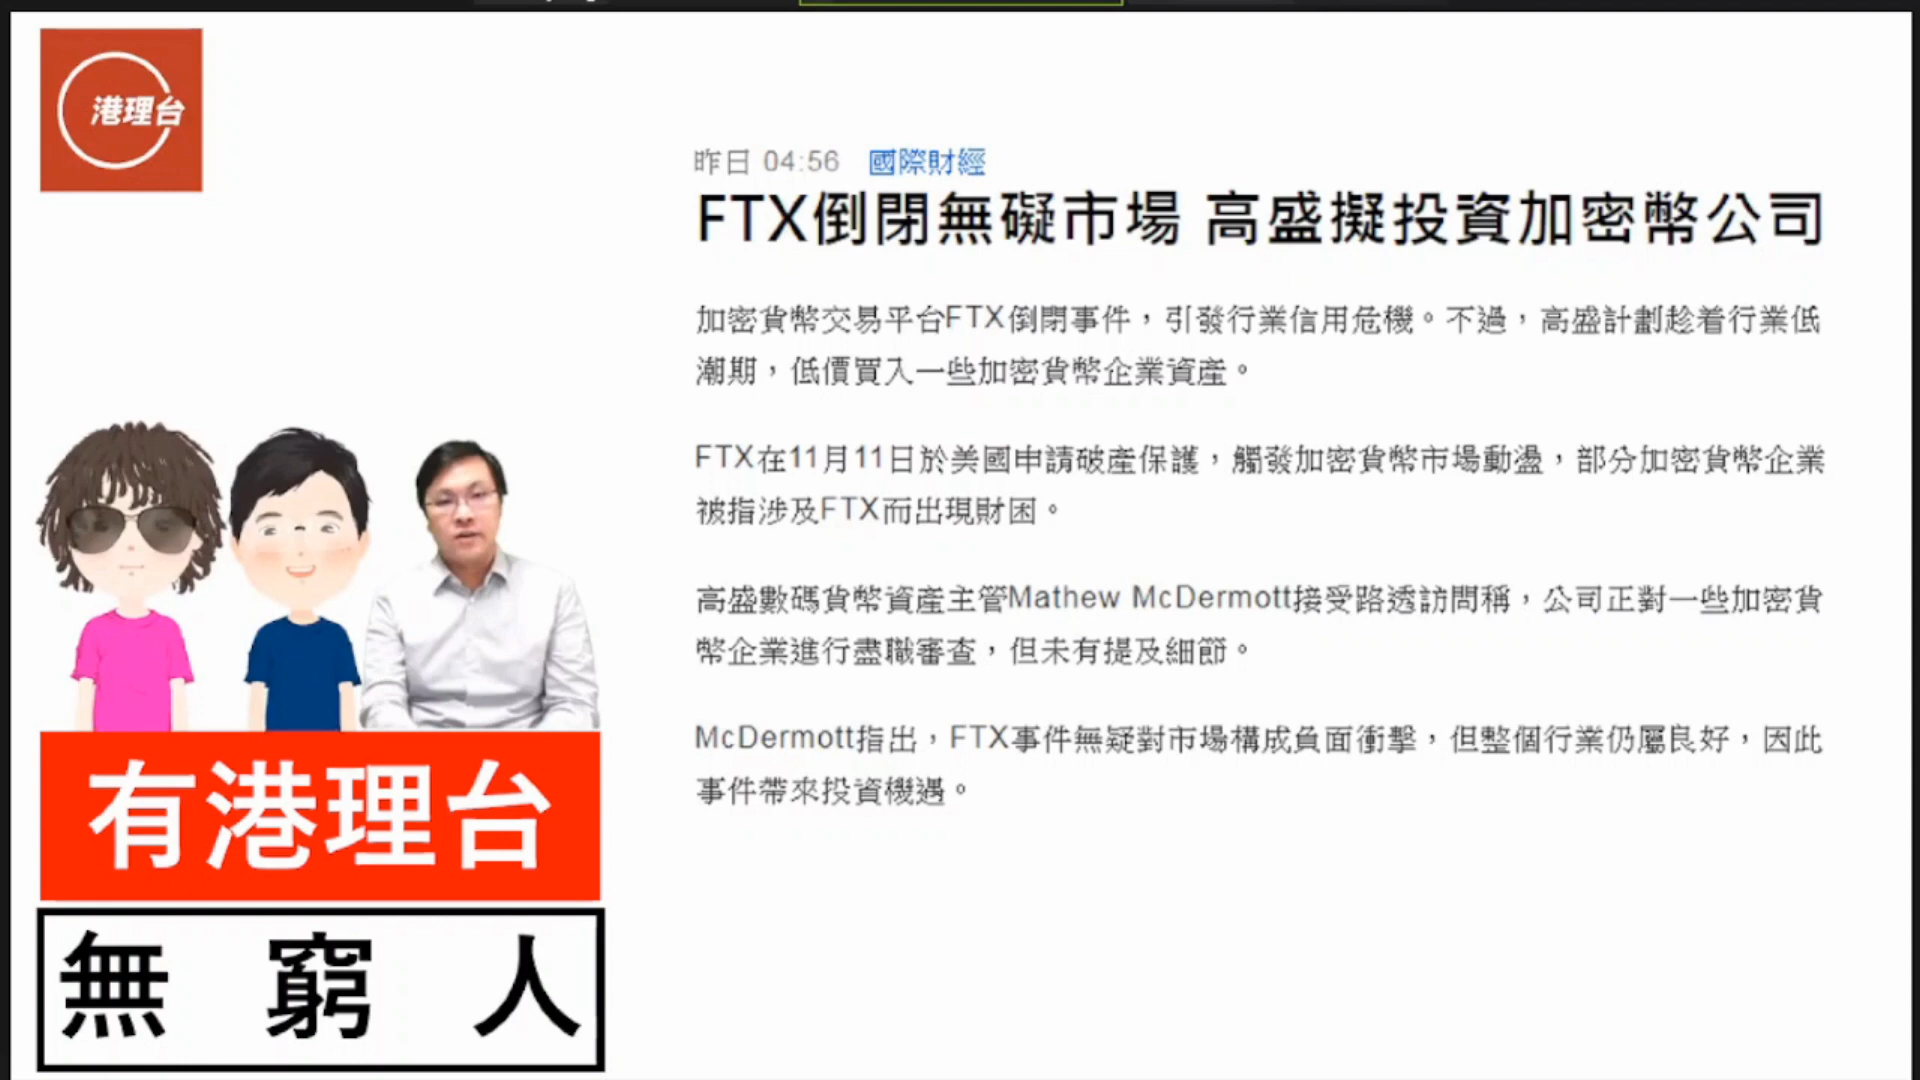 港理台
昨日 04:56 國際財經
FTX倒閉無礙市場 高盛擬投資加密幣公司
加密貨幣交易平台FTX倒閉事件，引發行業信用危機。不過，高盛計劃趁着行業低
潮期，低價買入一些加密貨幣企業資產。
FTX在11月11日於美國申請破產保護，觸發加密貨幣市場動盪，部分加密貨幣企業
被指涉及FTX而出現財困。
高盛數碼貨幣資產主管Mathew McDermott接受路透訪問稱，公司正對一些加密貨
幣企業進行盡職審查，但未有提及細節。
McDermott指出，FTX事件無疑對市場構成負面衝擊，但整個行業仍屬良好，因此
事件帶來投資機遇。
有港理台
無窮人